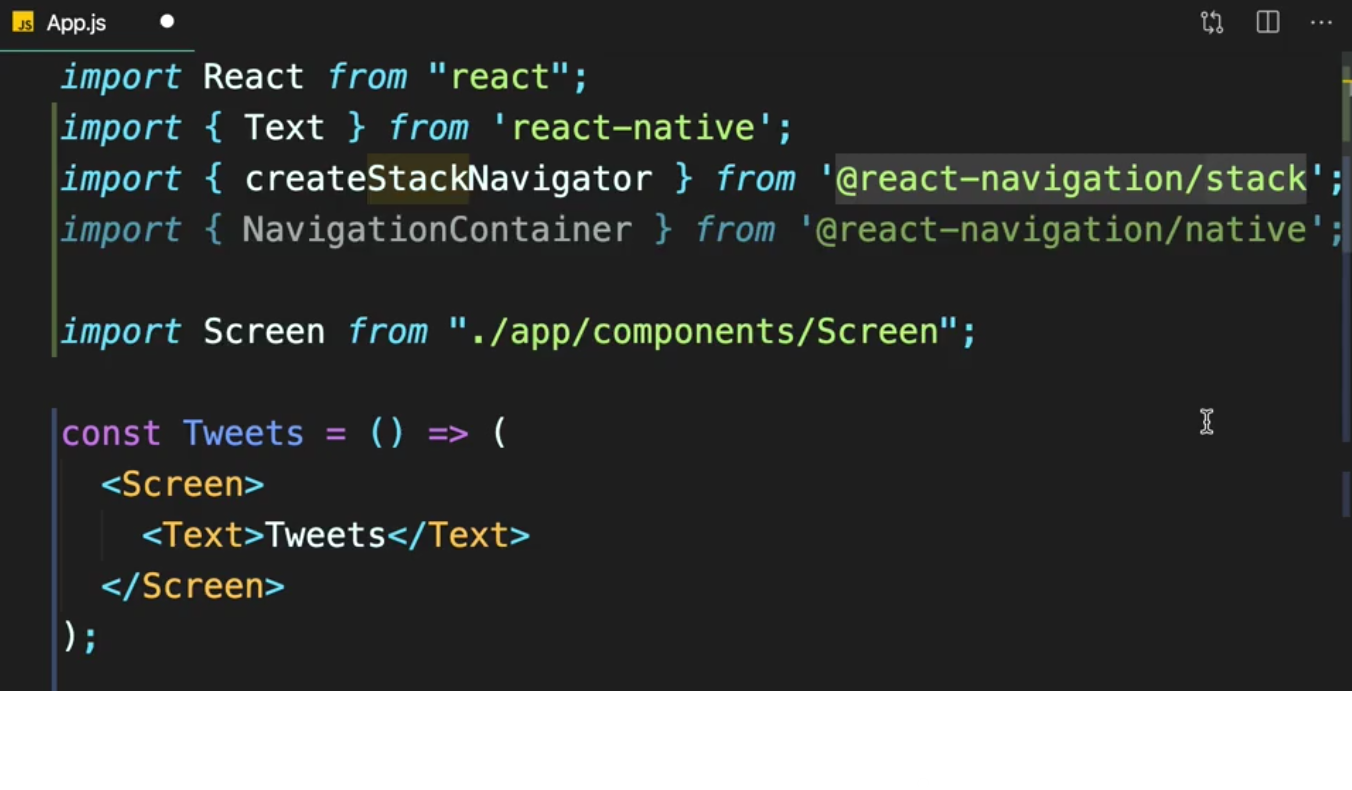 JS App.js
import React from "react";
import { Text } from 'react-native';
import { createStackNavigator } from '@react-navigation/stack';
import { NavigationContainer } from '@react-navigation/native';
import Screen from "./app/components/Screen";
const Tweets = () => (
<Screen>
<Text>Tweets</Text>
</Screen>
);